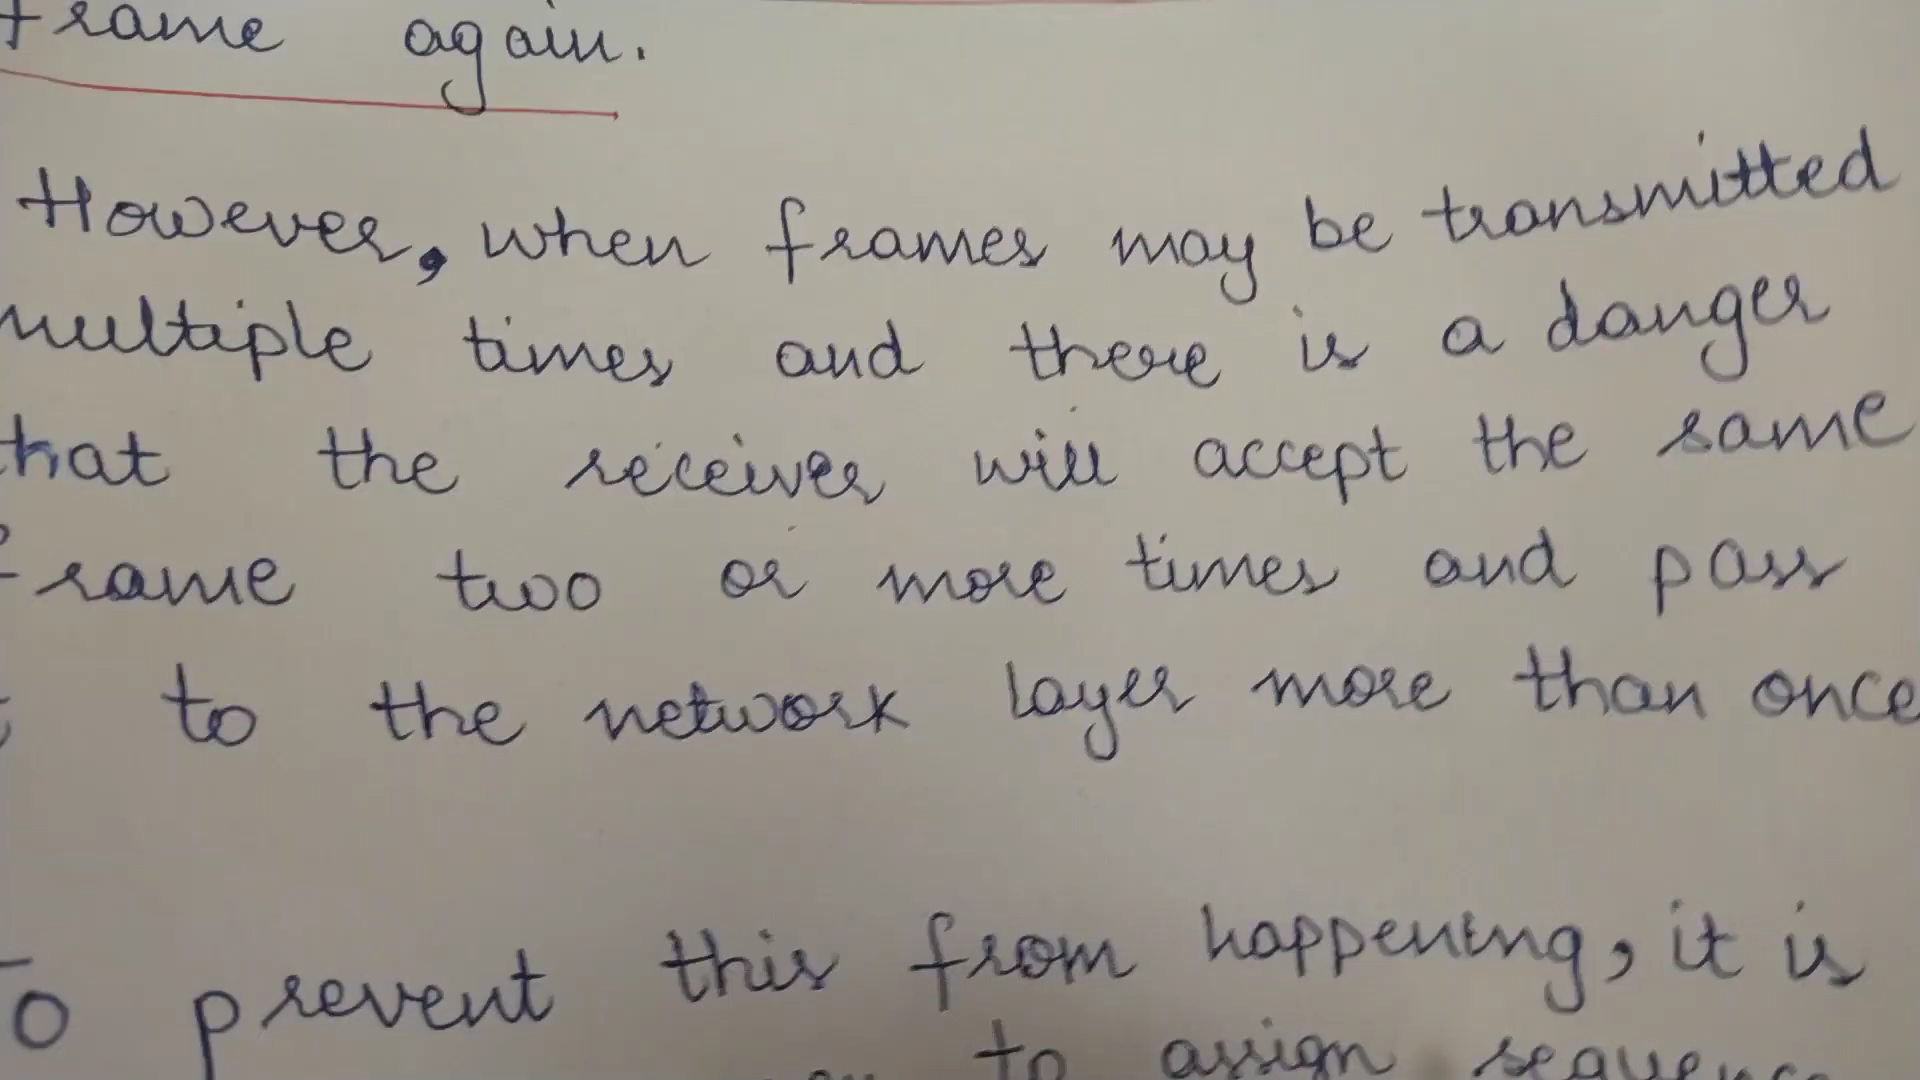 frame again.
However, when frames may be transmitted
multiple times and there is a danger
that the receiver will accept the same
frame two or more times and pass
to the network layer more than once
To prevent this from happening, it is
to assign